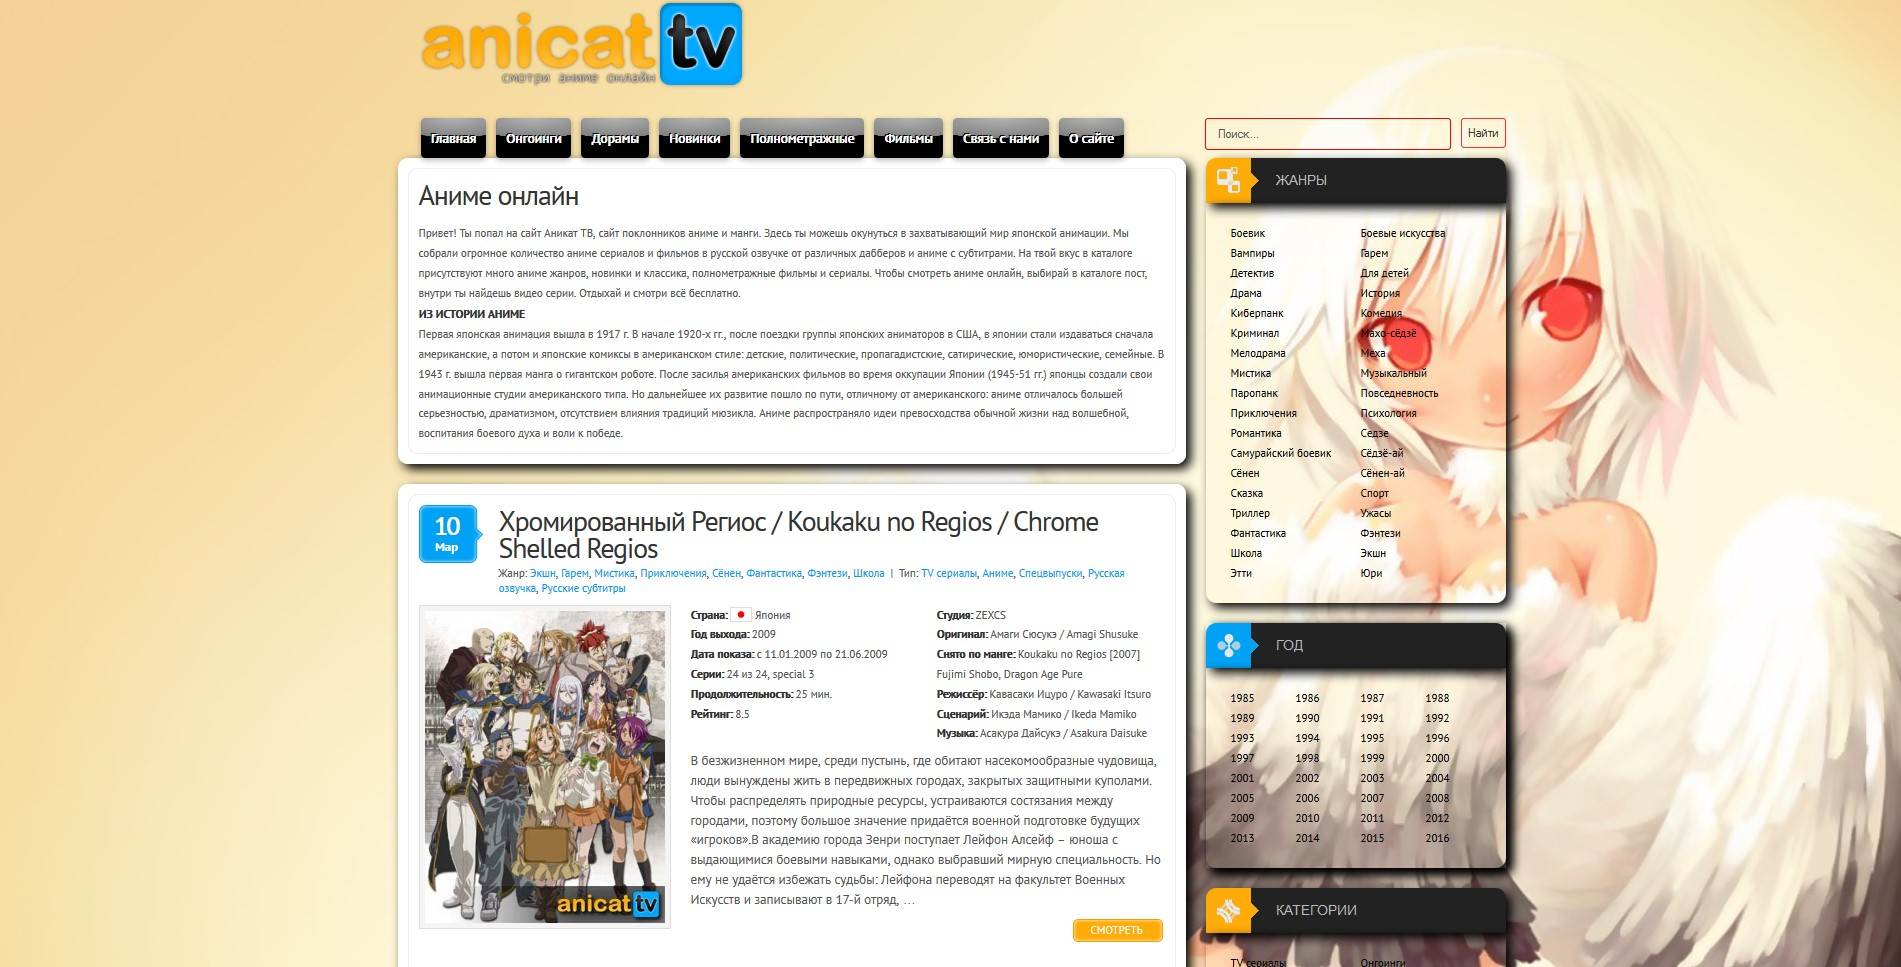 anicat tv
смотри аниме онлайн
Главная Онгоинги Дорамы Новинки Полнометражные Фильмы Связь с нами О сайте
Поиск... Найти
Аниме онлайн
Привет! Ты попал на сайт Аникат ТВ, сайт поклонников аниме и манги. Здесь ты можешь окунуться в захватывающий мир японской анимации. Мы
собрали огромное количество аниме сериалов и фильмов в русской озвучке от различных дабберов и аниме с субтитрами. На твой вкус в каталоге
присутствуют много аниме жанров, новинки и классика, полнометражные фильмы и сериалы. Чтобы смотреть аниме онлайн, выбирай в каталоге пост,
внутри ты найдешь видео серии. Отдыхай и смотри всё бесплатно.
ИЗ ИСТОРИИ АНИМЕ
Первая японская анимация вышла в 1917 г. В начале 1920-х гг., после поездки группы японских аниматоров в США, в японии стали издаваться сначала
американские, а потом и японские комиксы в американском стиле: детские, политические, пропагадистские, сатирические, юмористические, семейные. В
1943 г. вышла первая манга о гигантском роботе. После засилья американских фильмов во время оккупации Японии (1945-51 гг.) японцы создали свои
анимационные студии американского типа. Но дальнейшее их развитие пошло по пути, отличному от американского: аниме отличалось большей
серьезностью, драматизмом, отсутствием влияния традиций мюзикла. Аниме распространяло идеи превосходства обычной жизни над волшебной,
воспитания боевого духа и воли к победе.
10
Мар
Хромированный Региос / Koukaku no Regios / Chrome
Shelled Regios
Жанр: Экшн, Гарем, Мистика, Приключения, Сёнен, Фантастика, Фэнтези, Школа | Тип: TV сериалы, Аниме, Спецвыпуски, Русская
озвучка, Русские субтитры
Страна: Япония
Год выхода: 2009
Дата показа: с 11.01.2009 по 21.06.2009
Серии: 24 из 24, special 3
Продолжительность: 25 мин.
Рейтинг: 8.5
Студия: ZEXCS
Оригинал: Амаги Сюсукэ / Amagi Shusuke
Снято по манге: Koukaku no Regios [2007]
Fujimi Shobo, Dragon Age Pure
Режиссёр: Кавасаки Ицуро / Kawasaki Itsuro
Сценарий: Икэда Мамико / Ikeda Mamiko
Музыка: Асакура Дайсукэ / Asakura Daisuke
В безжизненном мире, среди пустынь, где обитают насекомообразные чудовища,
люди вынуждены жить в передвижных городах, закрытых защитными куполами.
Чтобы распределять природные ресурсы, устраиваются состязания между
городами, поэтому большое значение придаётся военной подготовке будущих
«игроков».В академию города Зенри поступает Лейфон Алсейф – юноша с
выдающимися боевыми навыками, однако выбравший мирную специальность. Но
ему не удаётся избежать судьбы: Лейфона переводят на факультет Военных
Искусств и записывают в 17-й отряд, …
anicat tv
СМОТРЕТЬ
ЖАНРЫ
Боевик Боевые искусства
Вампиры Гарем
Детектив Для детей
Драма История
Киберпанк Комедия
Криминал Махо-сёдзё
Мелодрама Меха
Мистика Музыкальный
Паропанк Повседневность
Приключения Психология
Романтика Седзе
Самурайский боевик Сёдзё-ай
Сёнен Сёнен-ай
Сказка Спорт
Триллер Ужасы
Фантастика Фэнтези
Школа Экшн
Этти Юри
ГОД
1985 1986 1987 1988
1989 1990 1991 1992
1993 1994 1995 1996
1997 1998 1999 2000
2001 2002 2003 2004
2005 2006 2007 2008
2009 2010 2011 2012
2013 2014 2015 2016
КАТЕГОРИИ
TV сериалы Онгоинги